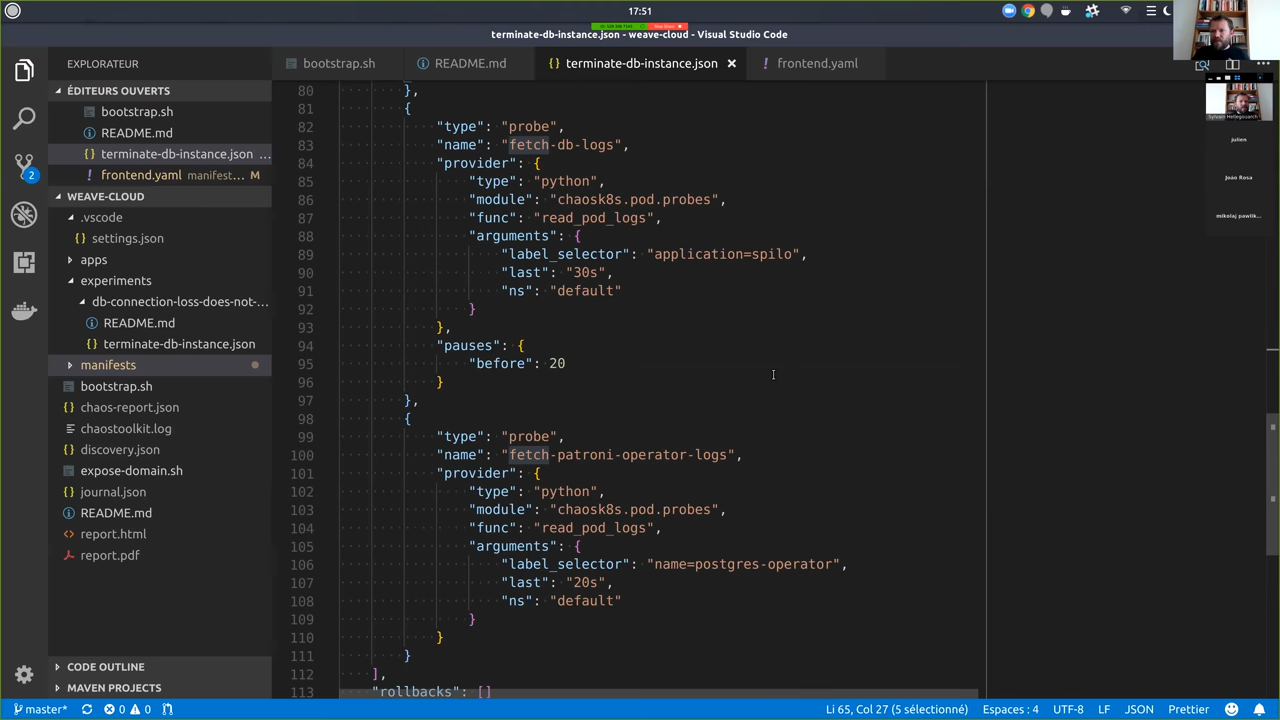 17:51
terminate-db-instance.json - weave-cloud - Visual Studio Code
EXPLORATEUR
bootstrap.sh
README.md
{} terminate-db-instance.json
! frontend.yaml
ÉDITEURS OUVERTS
bootstrap.sh
README.md
{} terminate-db-instance.json ...
! frontend.yaml manifest... M
WEAVE-CLOUD
.vscode
{} settings.json
apps
experiments
db-connection-loss-does-not-...
README.md
{} terminate-db-instance.json
manifests
bootstrap.sh
{} chaos-report.json
chaostoolkit.log
{} discovery.json
expose-domain.sh
{} journal.json
README.md
report.html
report.pdf
CODE OUTLINE
MAVEN PROJECTS
80 },
81 {
82 "type": "probe",
83 "name": "fetch-db-logs",
84 "provider": {
85 "type": "python",
86 "module": "chaosk8s.pod.probes",
87 "func": "read_pod_logs",
88 "arguments": {
89 "label_selector": "application=spilo",
90 "last": "30s",
91 "ns": "default"
92 }
93 },
94 "pauses": {
95 "before": 20
96 }
97 },
98 {
99 "type": "probe",
100 "name": "fetch-patroni-operator-logs",
101 "provider": {
102 "type": "python",
103 "module": "chaosk8s.pod.probes",
104 "func": "read_pod_logs",
105 "arguments": {
106 "label_selector": "name=postgres-operator",
107 "last": "20s",
108 "ns": "default"
109 }
110 }
111 }
112 ],
113 "rollbacks": []
Sylvain Hellegouarch
julien
João Rosa
mikolaj pawlik...
2
master*
0
0
Li 65, Col 27 (5 sélectionné)
Espaces : 4
UTF-8
LF
JSON
Prettier